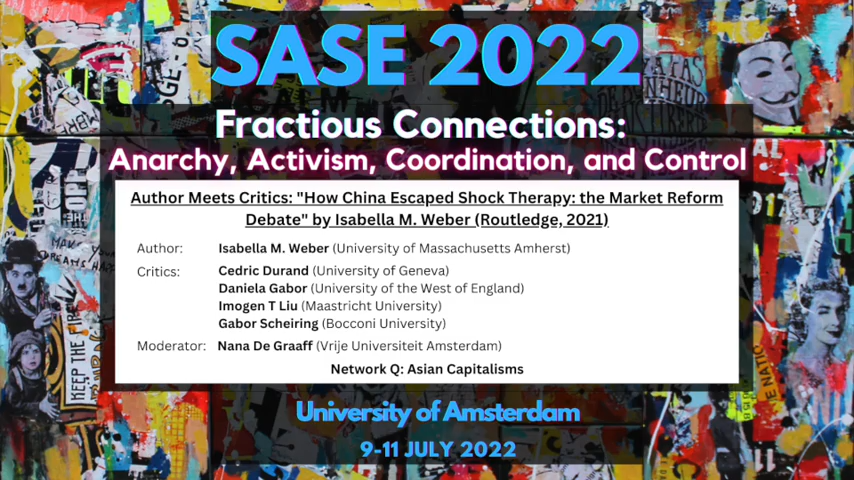 SASE 2022
Fractious Connections:
Anarchy, Activism, Coordination, and Control
Author Meets Critics: "How China Escaped Shock Therapy: the Market Reform
Debate" by Isabella M. Weber (Routledge, 2021)
Author: Isabella M. Weber (University of Massachusetts Amherst)
Critics: Cedric Durand (University of Geneva)
Daniela Gabor (University of the West of England)
Imogen T Liu (Maastricht University)
Gabor Scheiring (Bocconi University)
Moderator: Nana De Graaff (Vrije Universiteit Amsterdam)
Network Q: Asian Capitalisms
University of Amsterdam
9-11 JULY 2022
KEEP THE FIRE